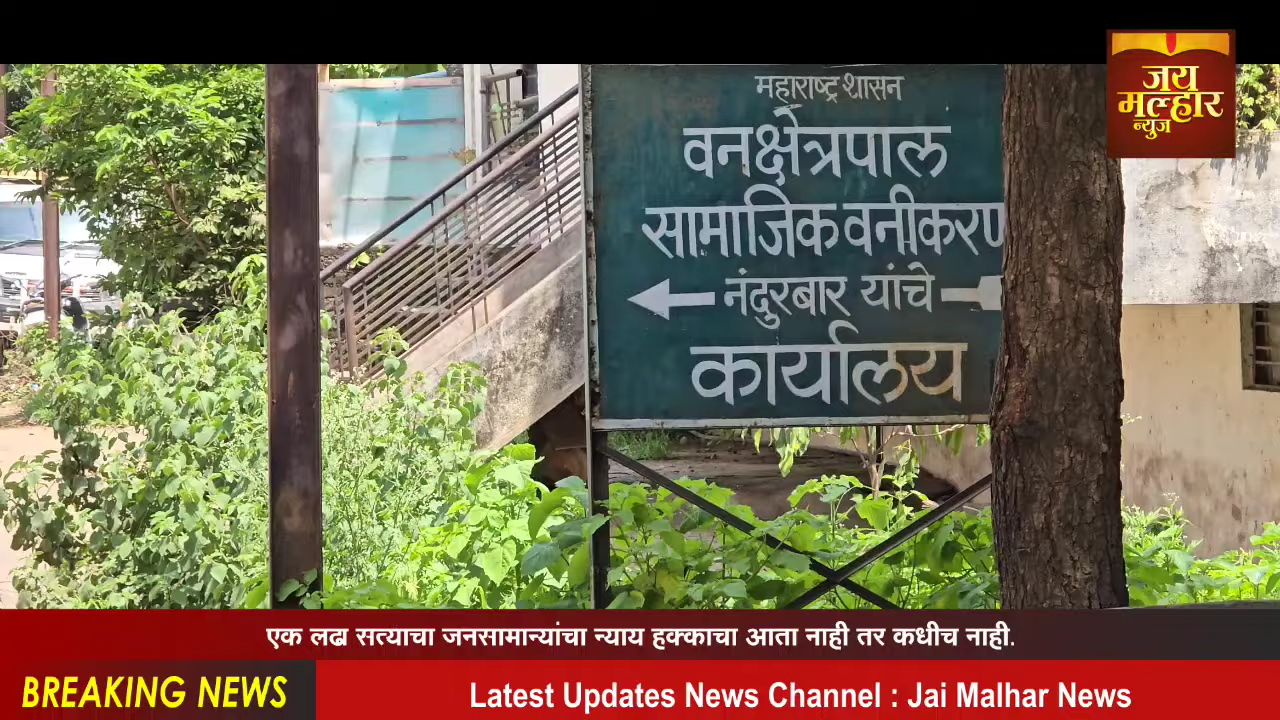 जय
मल्हार
न्युज
महाराष्ट्र शासन
वनक्षेत्रपाल
सामाजिक वनीकरण
नंदुरबार यांचे
कार्यालय
एक लढा सत्याचा जनसामान्यांचा न्याय हक्काचा आता नाही तर कधीच नाही.
BREAKING NEWS
Latest Updates News Channel : Jai Malhar News